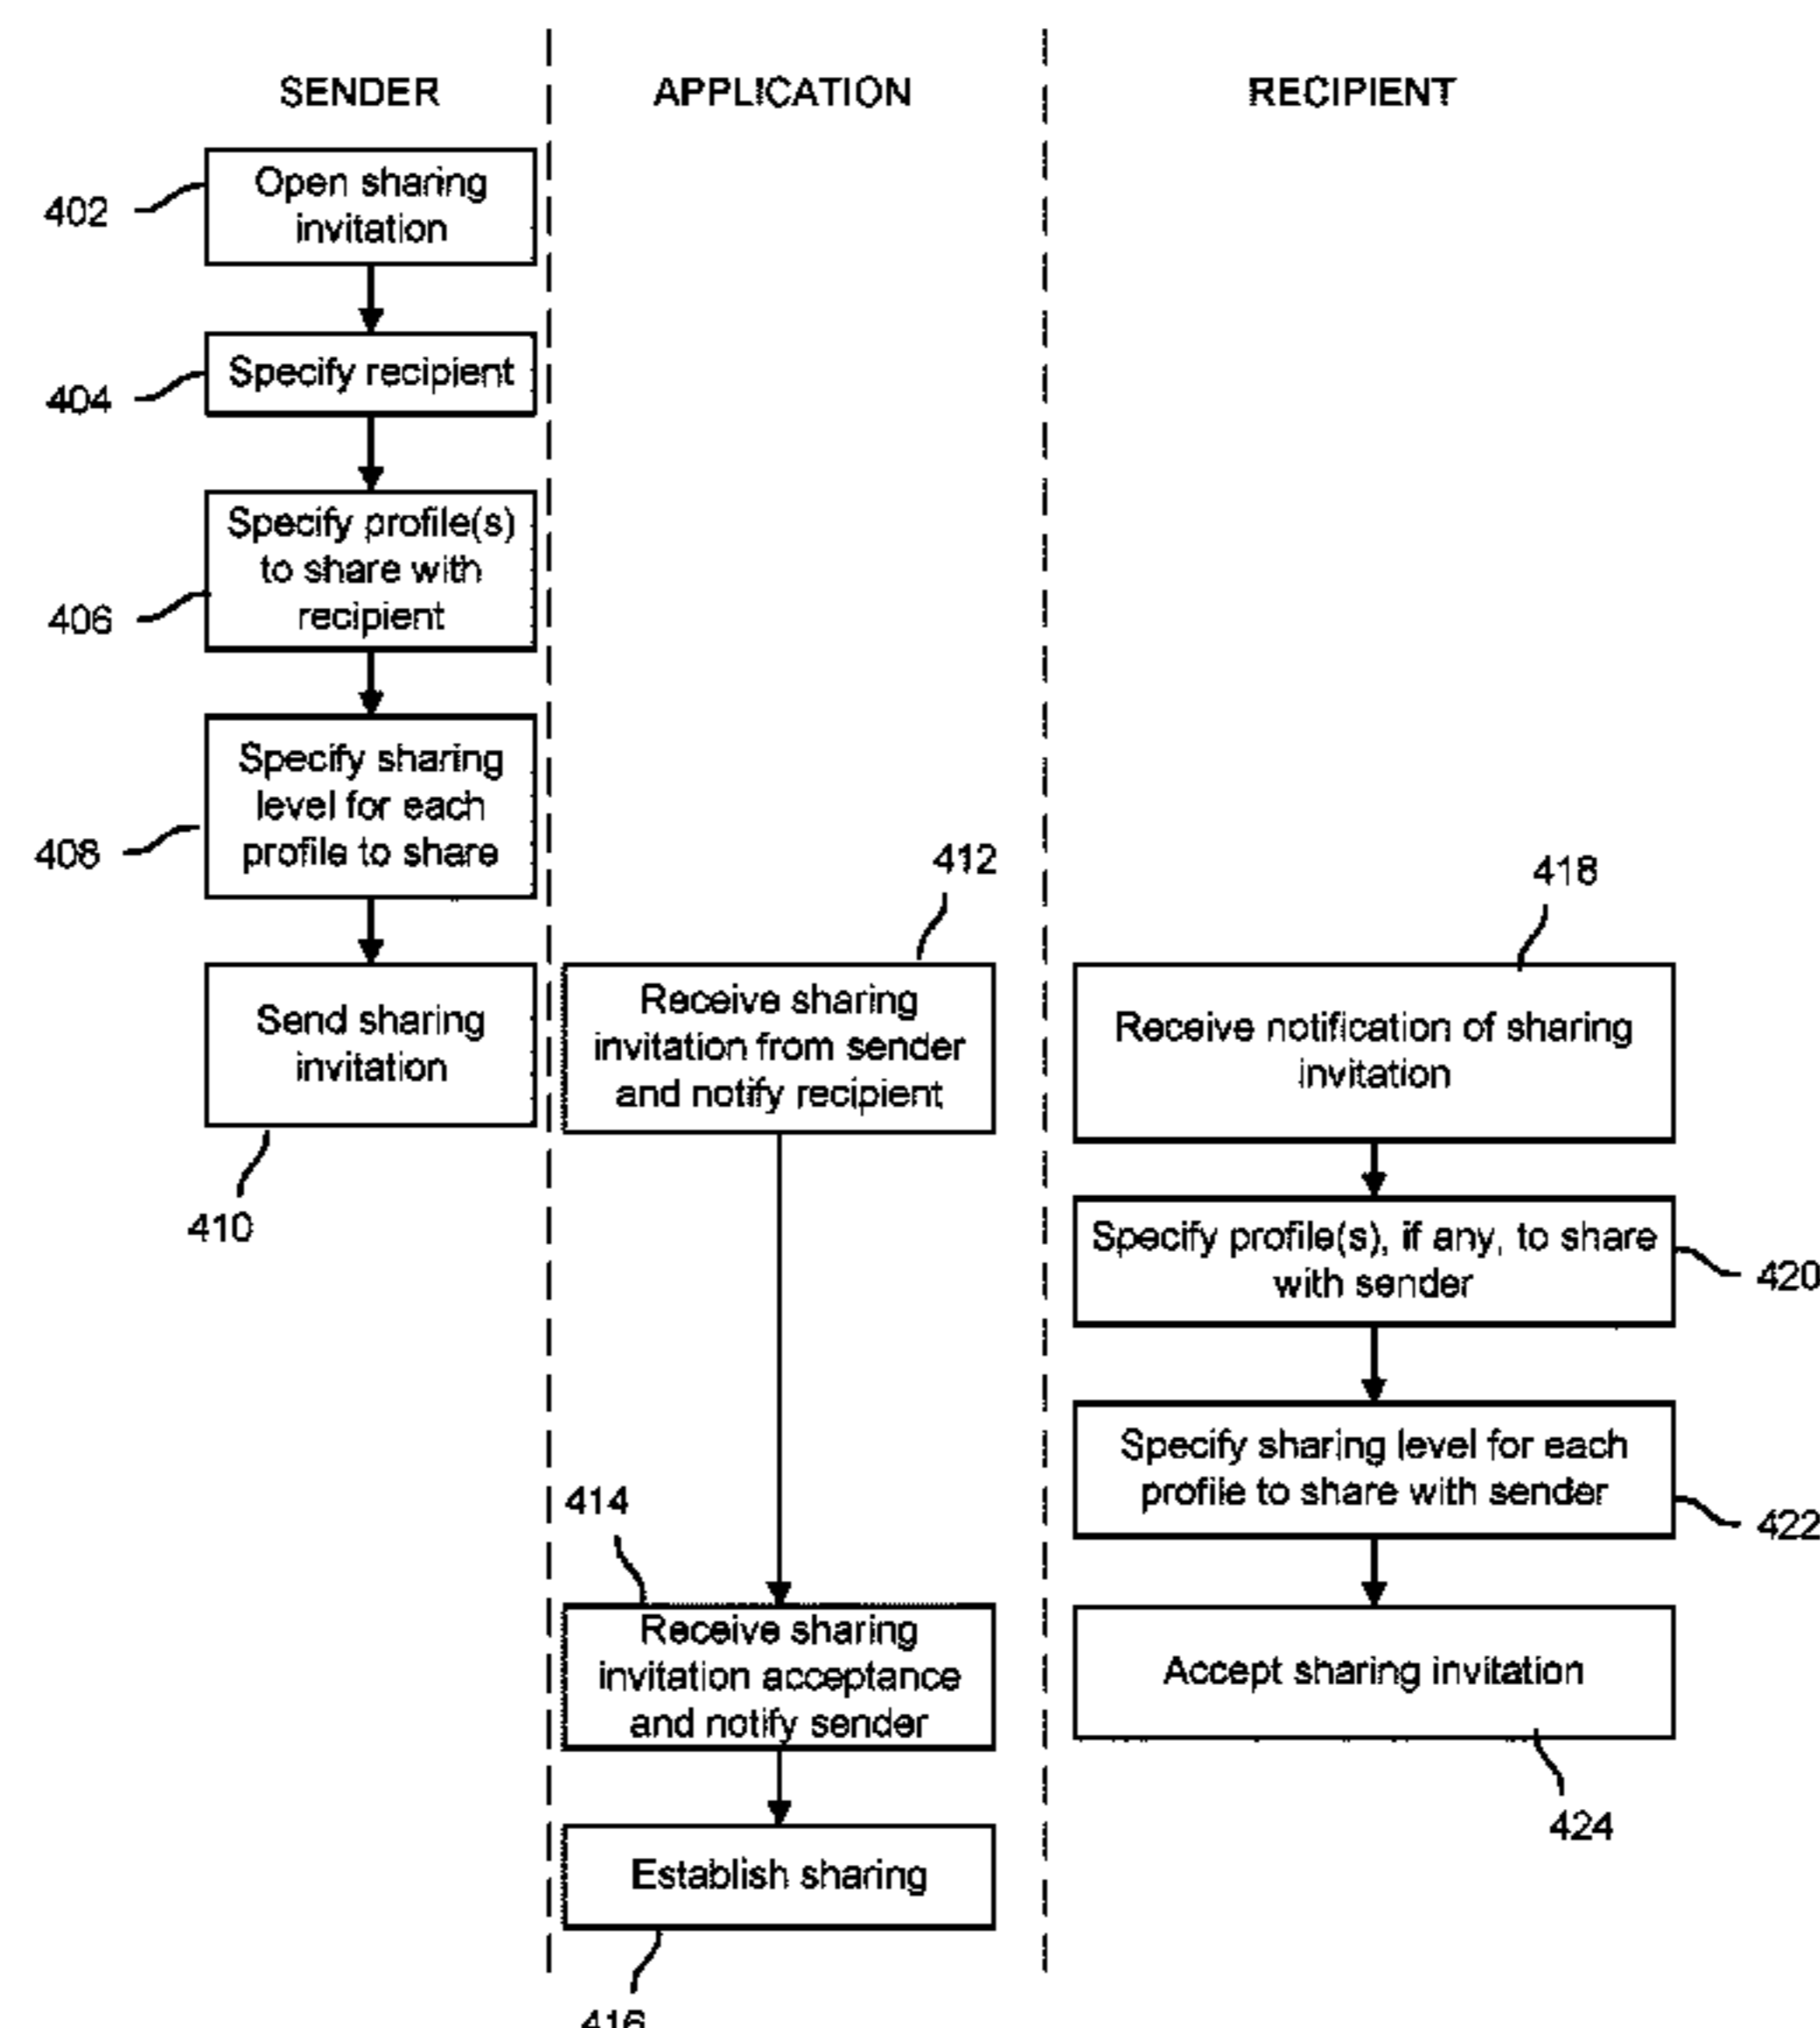 SENDER
APPLICATION
RECIPIENT
Open sharing
invitation
402
Specify recipient
404
Specify profile(s)
to share with
recipient
406
Specify sharing
level for each
profile to share
408
Send sharing
invitation
410
412
Receive sharing
invitation from sender
and notify recipient
414
Receive sharing
invitation acceptance
and notify sender
Establish sharing
416
418
Receive notification of sharing
invitation
Specify profile(s), if any, to share
with sender
420
Specify sharing level for each
profile to share with sender
422
Accept sharing invitation
424